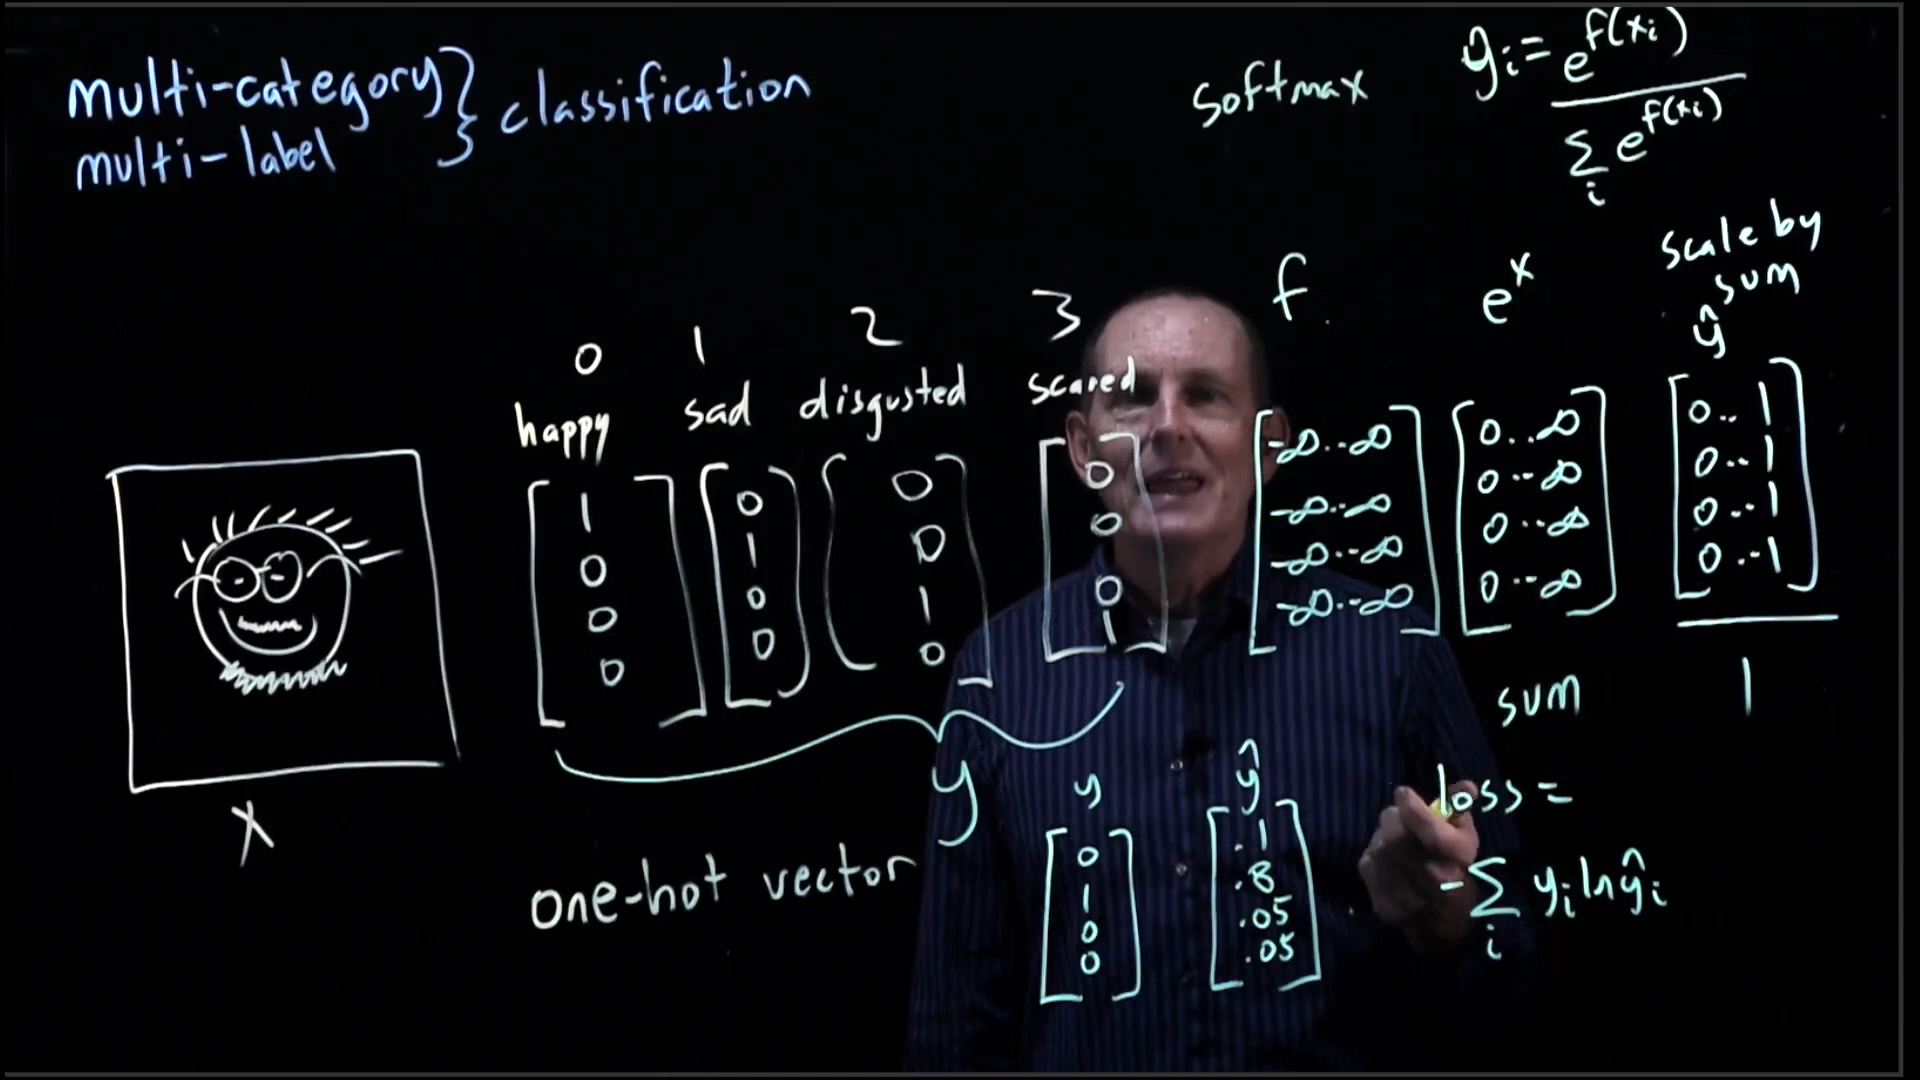 multi-category } classification
multi-label
softmax
ŷi = e^f(xi)
Σ e^f(xi)
i
scale by
sum
0 1 2 3 f eˣ ŷ
happy sad disgusted scared
[1 [0 [0 [0 [-∞..∞ [0..∞ [0..1
0 1 0 0 -∞..∞ 0..∞ 0..1
0 0 1 0 -∞..∞ 0..∞ 0..1
0] 0] 0] 1] -∞..∞] 0..∞] 0..1]
sum 1
x
y
one-hot vector
y ŷ
[0 [.1
1 .8
0 .05
0] .05]
loss =
-Σ yi ln ŷi
i